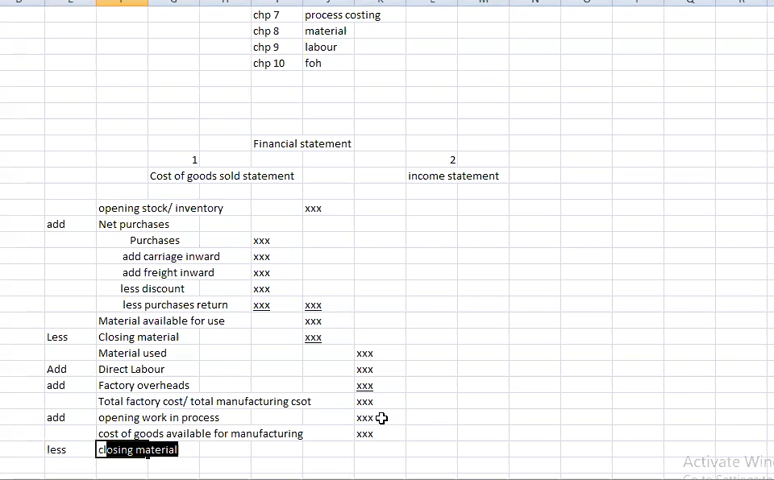 chp 7 process costing
chp 8 material
chp 9 labour
chp 10 foh
Financial statement
1 2
Cost of goods sold statement income statement
opening stock/ inventory xxx
add Net purchases
Purchases xxx
add carriage inward xxx
add freight inward xxx
less discount xxx
less purchases return xxx xxx
Material available for use xxx
Less Closing material xxx
Material used xxx
Add Direct Labour xxx
add Factory overheads xxx
Total factory cost/ total manufacturing csot xxx
add opening work in process xxx
cost of goods available for manufacturing xxx
less closing material
Activate Win